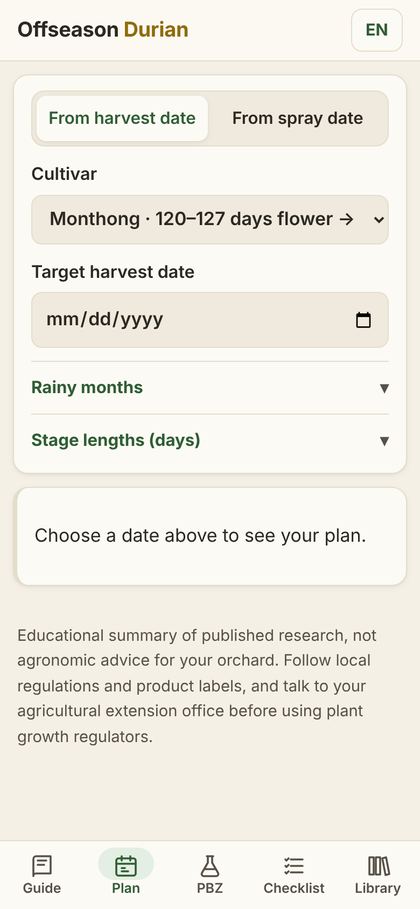 Offseason Durian
EN
From harvest date
From spray date
Cultivar
Monthong · 120–127 days flower →
Target harvest date
mm/dd/yyyy
Rainy months
Stage lengths (days)
Choose a date above to see your plan.
Educational summary of published research, not
agronomic advice for your orchard. Follow local
regulations and product labels, and talk to your
agricultural extension office before using plant
growth regulators.
Guide
Plan
PBZ
Checklist
Library